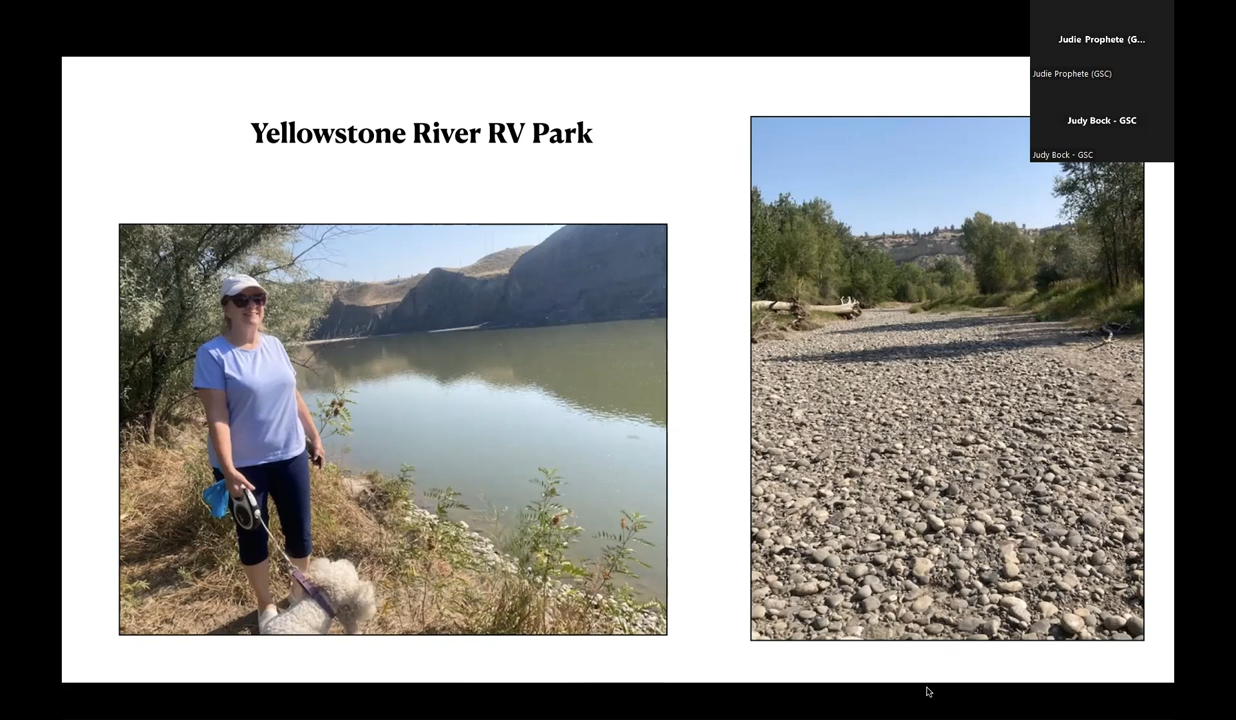 Yellowstone River RV Park
Judie Prophete (G...
Judie Prophete (GSC)
Judy Bock - GSC
Judy Bock - GSC